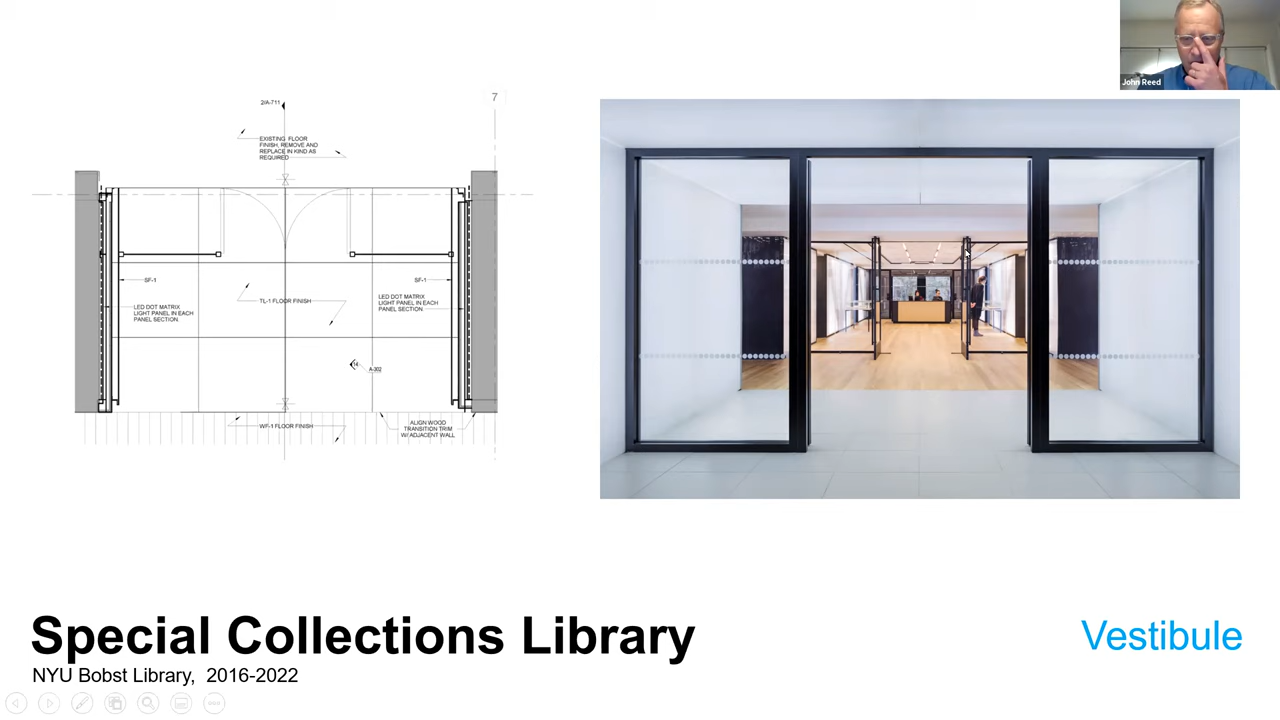 John Reed
7
2/A-711
EXISTING FLOOR
FINISH, REMOVE AND
REPLACE IN KIND AS
REQUIRED
SF-1
SF-1
LED DOT MATRIX
LIGHT PANEL IN EACH
PANEL SECTION.
TL-1 FLOOR FINISH
LED DOT MATRIX
LIGHT PANEL IN EACH
PANEL SECTION
A-302
WF-1 FLOOR FINISH
ALIGN WOOD
TRANSITION TRIM
W/ ADJACENT WALL
Special Collections Library
Vestibule
NYU Bobst Library, 2016-2022